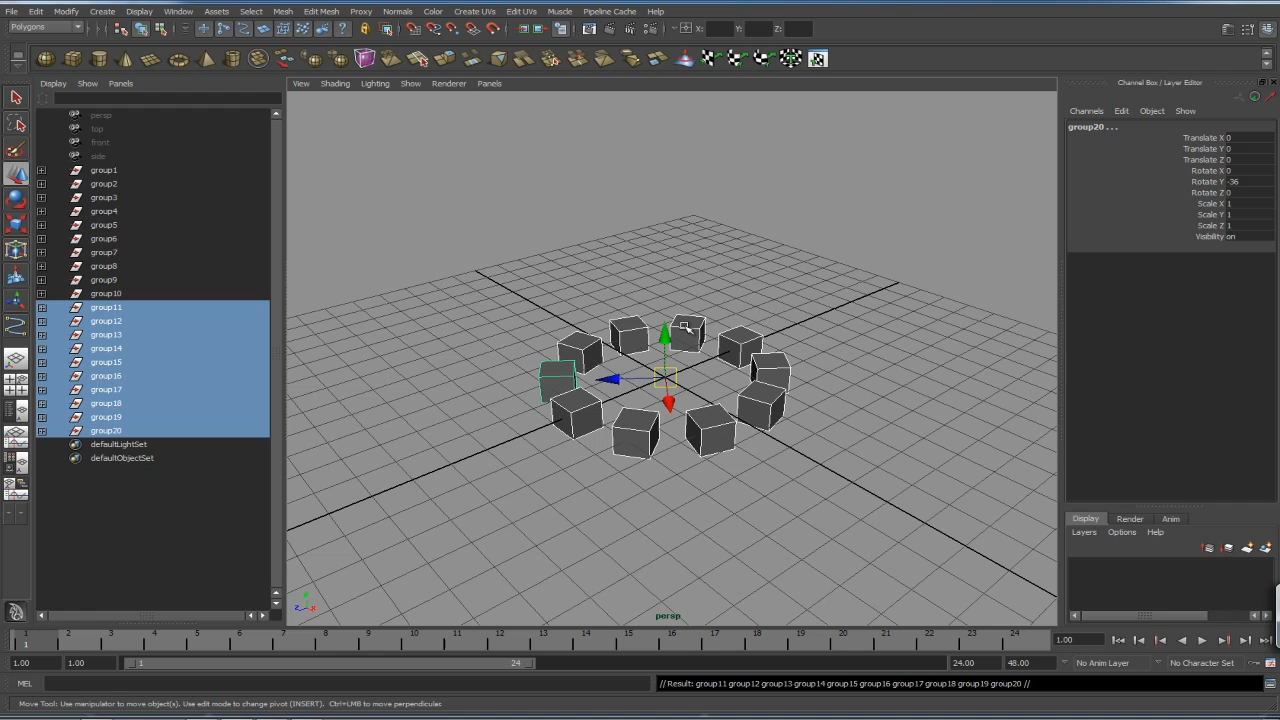 File Edit Modify Create Display Window Assets Select Mesh Edit Mesh Proxy Normals Color Create UVs Edit UVs Muscle Pipeline Cache Help
Polygons X: Y: Z:
Display Show Panels
View Shading Lighting Show Renderer Panels
Channel Box / Layer Editor
Channels Edit Object Show
group20 ...
Translate X 0
Translate Y 0
Translate Z 0
Rotate X 0
Rotate Y -36
Rotate Z 0
Scale X 1
Scale Y 1
Scale Z 1
Visibility on
persp
top
front
side
group1
group2
group3
group4
group5
group6
group7
group8
group9
group10
group11
group12
group13
group14
group15
group16
group17
group18
group19
group20
defaultLightSet
defaultObjectSet
persp
Display Render Anim
Layers Options Help
1 2 3 4 5 6 7 8 9 10 11 12 13 14 15 16 17 18 19 20 21 22 23 24 1.00
1
1.00 1.00 1 24 24.00 48.00 No Anim Layer No Character Set
MEL // Result: group11 group12 group13 group14 group15 group16 group17 group18 group19 group20 //
Move Tool: Use manipulator to move object(s). Use edit mode to change pivot (INSERT). Ctrl+LMB to move perpendicular.